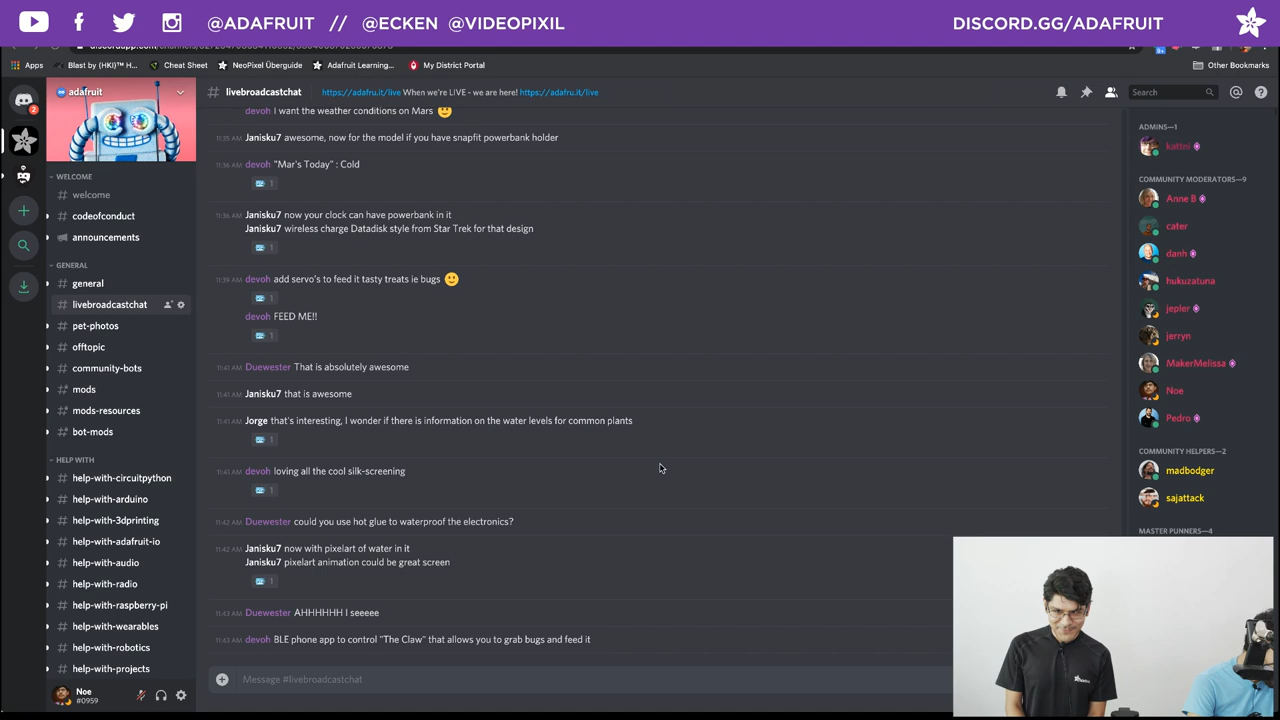 @ADAFRUIT // @ECKEN @VIDEOPIXIL
DISCORD.GG/ADAFRUIT
Apps
Blast by (HKI)™ H...
Cheat Sheet
NeoPixel Überguide
Adafruit Learning...
My District Portal
Other Bookmarks
adafruit
livebroadcastchat
https://adafru.it/live When we're LIVE - we are here! https://adafru.it/live
Search
2
WELCOME
welcome
codeofconduct
announcements
GENERAL
general
livebroadcastchat
pet-photos
offtopic
community-bots
mods
mods-resources
bot-mods
HELP WITH
help-with-circuitpython
help-with-arduino
help-with-3dprinting
help-with-adafruit-io
help-with-audio
help-with-radio
help-with-raspberry-pi
help-with-wearables
help-with-robotics
help-with-projects
Noe
#0959
devoh I want the weather conditions on Mars
11:35 AM Janisku7 awesome, now for the model if you have snapfit powerbank holder
11:36 AM devoh "Mar's Today" : Cold
1
11:36 AM Janisku7 now your clock can have powerbank in it
Janisku7 wireless charge Datadisk style from Star Trek for that design
1
11:39 AM devoh add servo's to feed it tasty treats ie bugs
1
devoh FEED ME!!
1
11:41 AM Duewester That is absolutely awesome
11:41 AM Janisku7 that is awesome
11:41 AM Jorge that's interesting, I wonder if there is information on the water levels for common plants
1
11:41 AM devoh loving all the cool silk-screening
1
11:42 AM Duewester could you use hot glue to waterproof the electronics?
11:42 AM Janisku7 now with pixelart of water in it
Janisku7 pixelart animation could be great screen
1
11:43 AM Duewester AHHHHHH I seeeee
11:43 AM devoh BLE phone app to control "The Claw" that allows you to grab bugs and feed it
Message #livebroadcastchat
ADMINS—1
kattni
COMMUNITY MODERATORS—9
Anne B
cater
danh
hukuzatuna
jepler
jerryn
MakerMelissa
Noe
Pedro
COMMUNITY HELPERS—2
madbodger
sajattack
MASTER PUNNERS—4